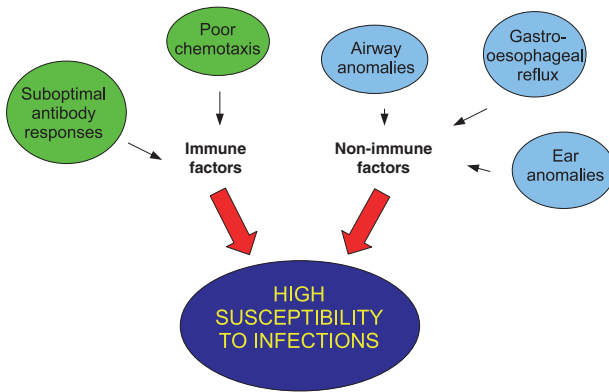 Poor
chemotaxis
Airway
anomalies
Gastro-
oesophageal
reflux
Suboptimal
antibody
responses
Immune
factors
Non-immune
factors
Ear
anomalies
HIGH
SUSCEPTIBILITY
TO INFECTIONS